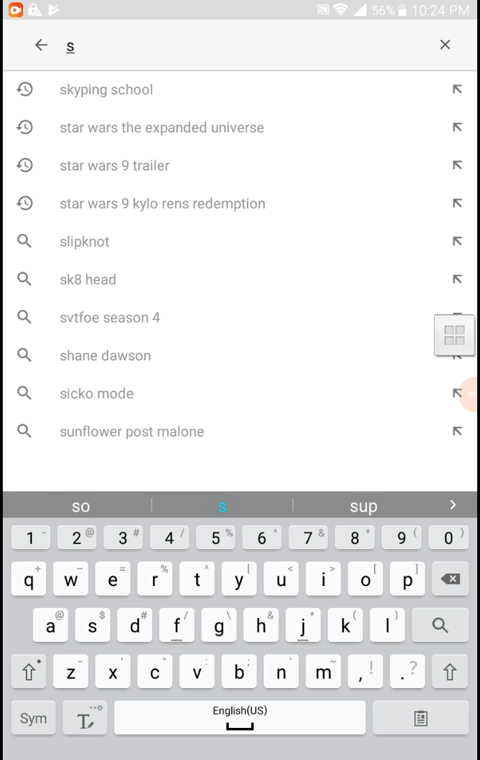 56% 10:24 PM
s
skyping school
star wars the expanded universe
star wars 9 trailer
star wars 9 kylo rens redemption
slipknot
sk8 head
svtfoe season 4
shane dawson
sicko mode
sunflower post malone
so s sup >
1 - 2 @ 3 # 4 / 5 % 6 ^ 7 & 8 * 9 ( 0 )
q + w – e = r % t ^ y | u < i > o [ p ]
a @ s $ d # f / g \ h & j * k ( l )
z - x ' c " v : b ; n ~ m ~ , ! . ?
Sym T English(US)